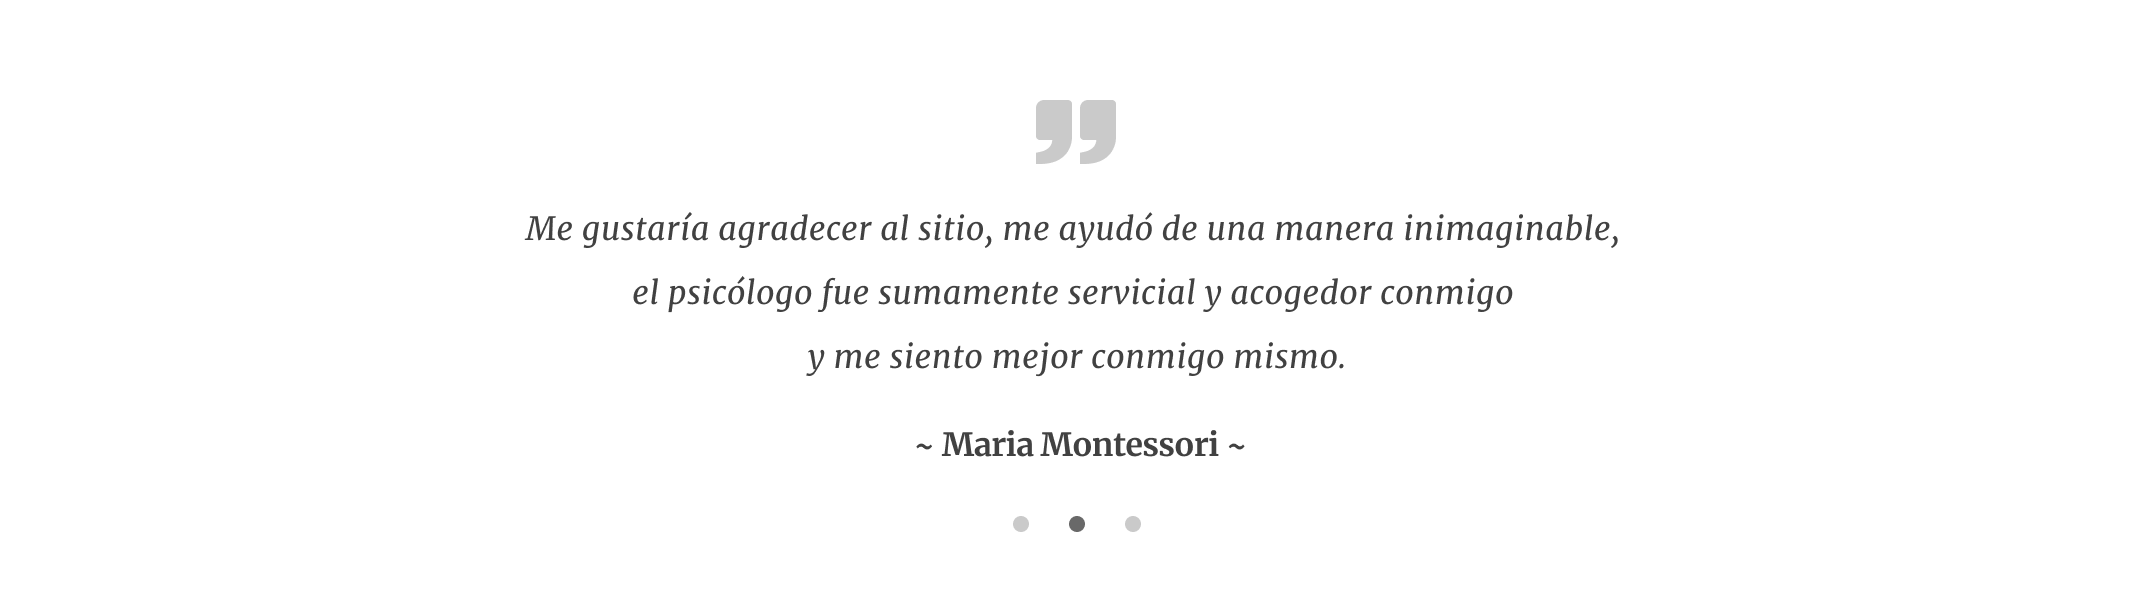 Me gustaría agradecer al sitio, me ayudó de una manera inimaginable,
el psicólogo fue sumamente servicial y acogedor conmigo
y me siento mejor conmigo mismo.
~ Maria Montessori ~